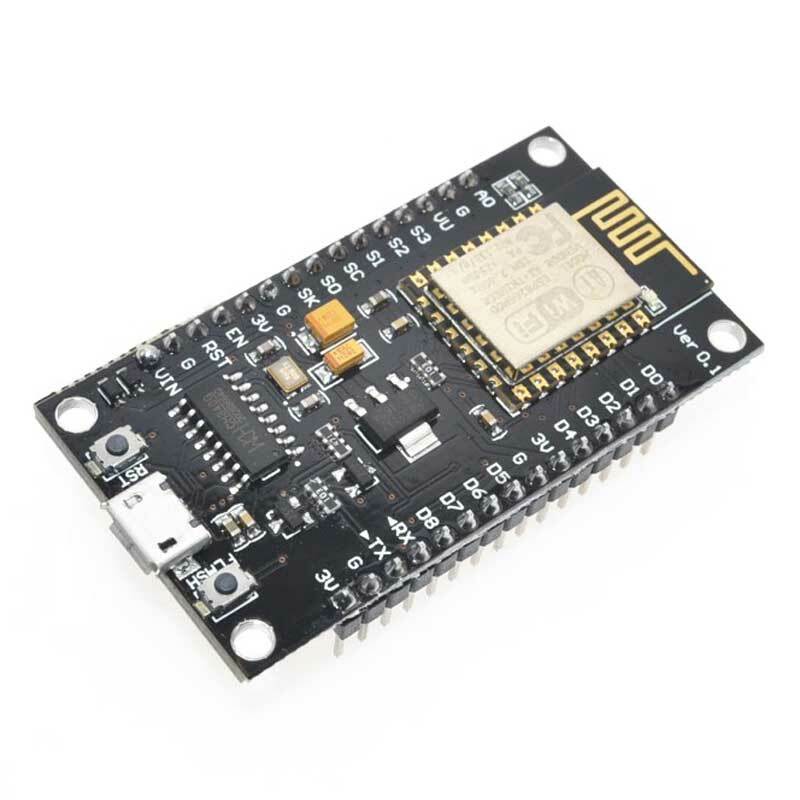 A0
G
VU
S3
S2
S1
SC
S0
SK
G
3V
EN
RST
G
VIN
WiFi
Ver 0.1
D0
D1
D2
D3
D4
3V
G
D5
D6
D7
D8
RX
TX
G
3V
RST
FLASH